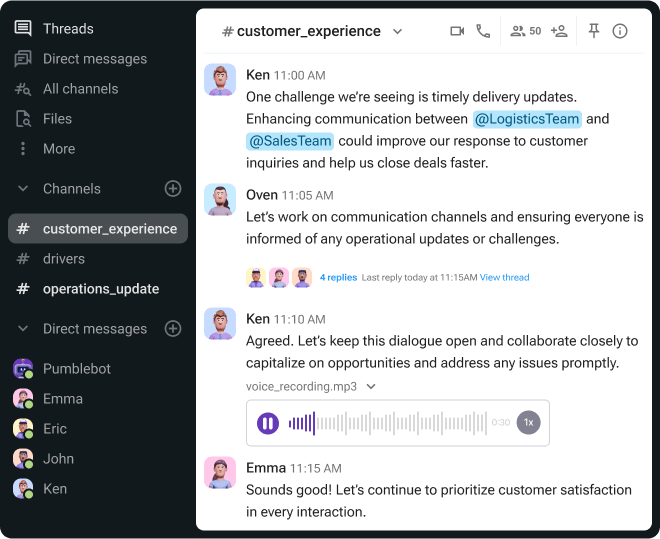 Threads
Direct messages
All channels
Files
More
Channels
# customer_experience
# drivers
# operations_update
Direct messages
Pumblebot
Emma
Eric
John
Ken
# customer_experience
50
Ken 11:00 AM
One challenge we’re seeing is timely delivery updates.
Enhancing communication between @LogisticsTeam and
@SalesTeam could improve our response to customer
inquiries and help us close deals faster.
Oven 11:05 AM
Let’s work on communication channels and ensuring everyone is
informed of any operational updates or challenges.
4 replies Last reply today at 11:15AM View thread
Ken 11:10 AM
Agreed. Let’s keep this dialogue open and collaborate closely to
capitalize on opportunities and address any issues promptly.
voice_recording.mp3
0:30 1x
Emma 11:15 AM
Sounds good! Let’s continue to prioritize customer satisfaction
in every interaction.